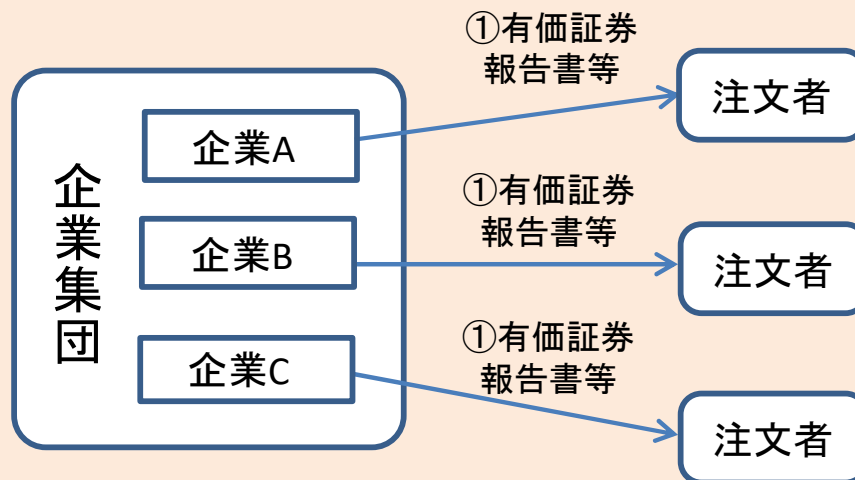 企業集団
企業A
①有価証券
報告書等
注文者
企業B
①有価証券
報告書等
注文者
企業C
①有価証券
報告書等
注文者